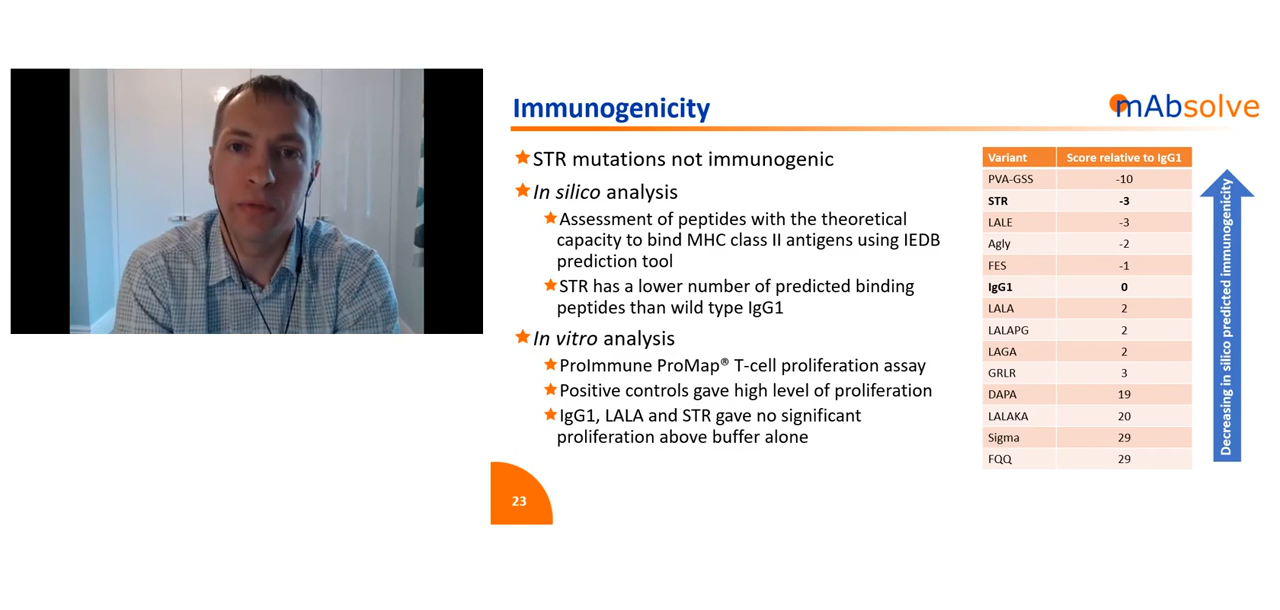 Immunogenicity
mAbsolve
STR mutations not immunogenic
In silico analysis
Assessment of peptides with the theoretical
capacity to bind MHC class II antigens using IEDB
prediction tool
STR has a lower number of predicted binding
peptides than wild type IgG1
In vitro analysis
ProImmune ProMap® T-cell proliferation assay
Positive controls gave high level of proliferation
IgG1, LALA and STR gave no significant
proliferation above buffer alone
23
Variant Score relative to IgG1
PVA-GSS -10
STR -3
LALE -3
Agly -2
FES -1
IgG1 0
LALA 2
LALAPG 2
LAGA 2
GRLR 3
DAPA 19
LALAKA 20
Sigma 29
FQQ 29
Decreasing in silico predicted immunogenicity